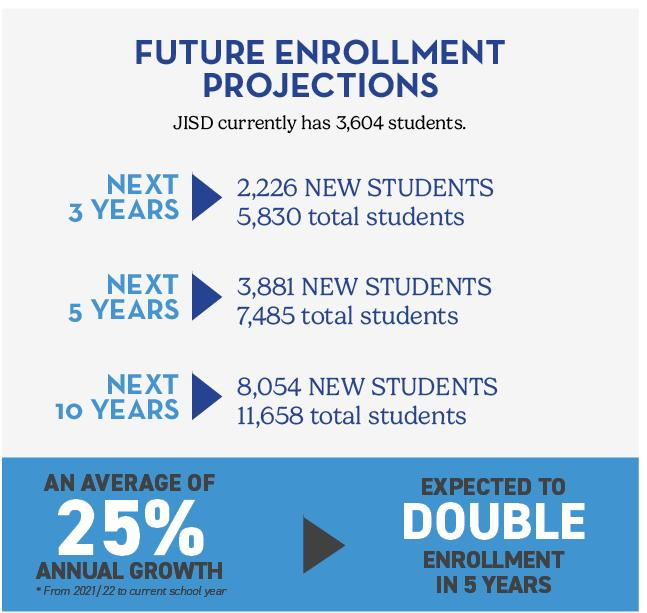 FUTURE ENROLLMENT
PROJECTIONS
JISD currently has 3,604 students.
NEXT
3 YEARS
2,226 NEW STUDENTS
5,830 total students
NEXT
5 YEARS
3,881 NEW STUDENTS
7,485 total students
NEXT
10 YEARS
8,054 NEW STUDENTS
11,658 total students
AN AVERAGE OF
25%
ANNUAL GROWTH
* From 2021/22 to current school year
EXPECTED TO
DOUBLE
ENROLLMENT
IN 5 YEARS